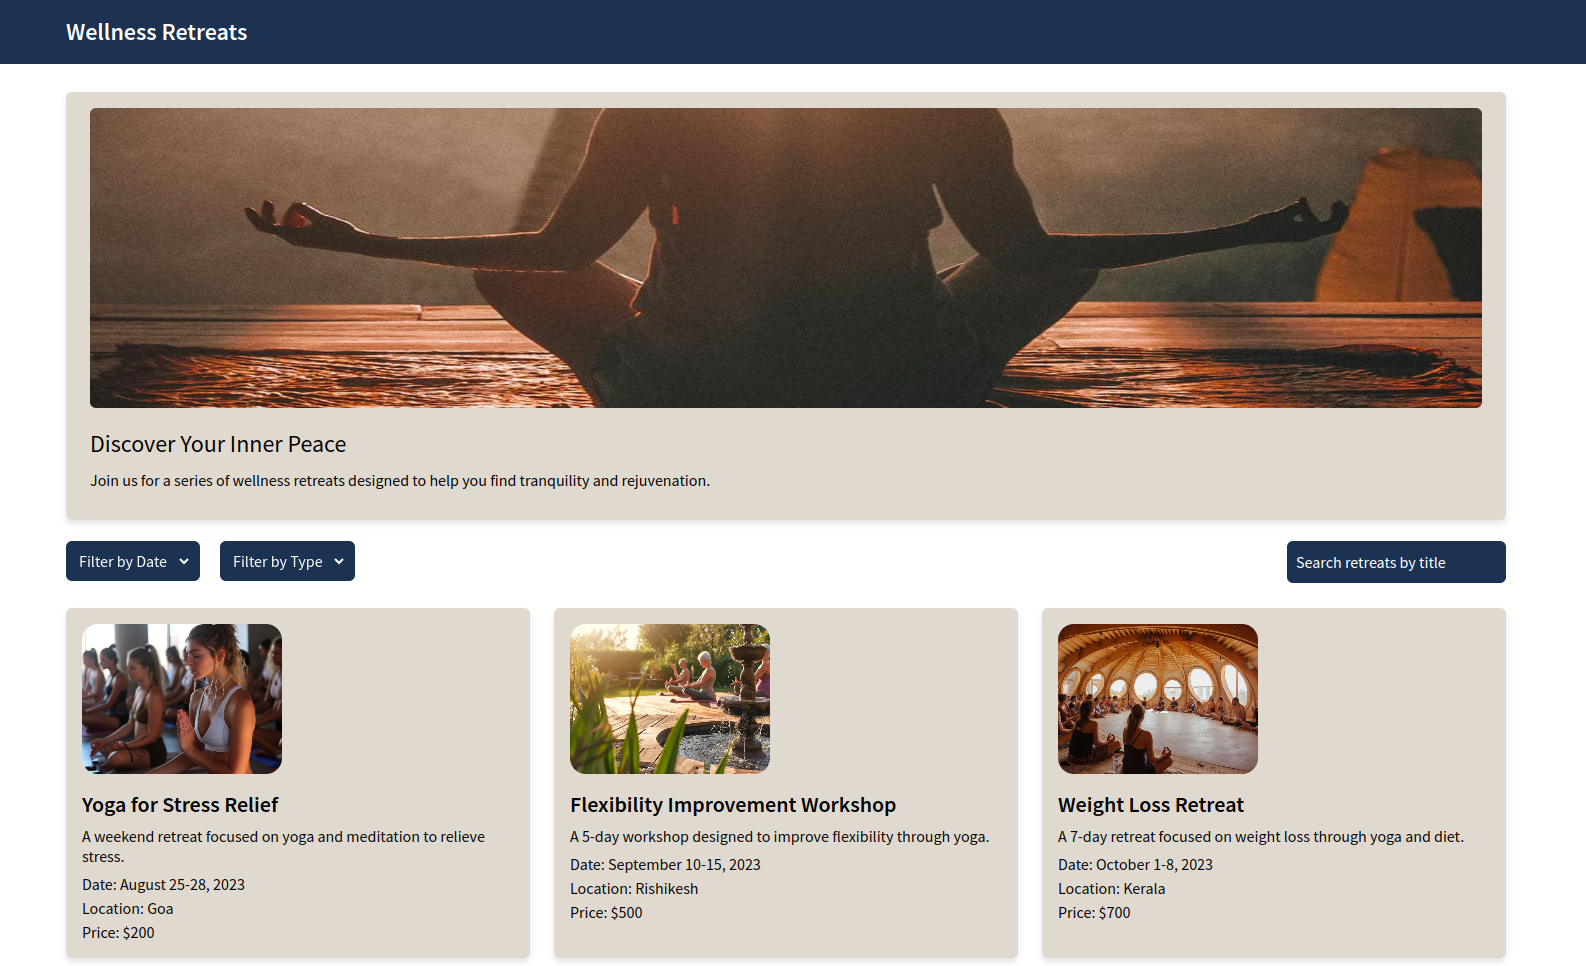 Wellness Retreats
Discover Your Inner Peace
Join us for a series of wellness retreats designed to help you find tranquility and rejuvenation.
Filter by Date
Filter by Type
Search retreats by title
Yoga for Stress Relief
A weekend retreat focused on yoga and meditation to relieve
stress.
Date: August 25-28, 2023
Location: Goa
Price: $200
Flexibility Improvement Workshop
A 5-day workshop designed to improve flexibility through yoga.
Date: September 10-15, 2023
Location: Rishikesh
Price: $500
Weight Loss Retreat
A 7-day retreat focused on weight loss through yoga and diet.
Date: October 1-8, 2023
Location: Kerala
Price: $700